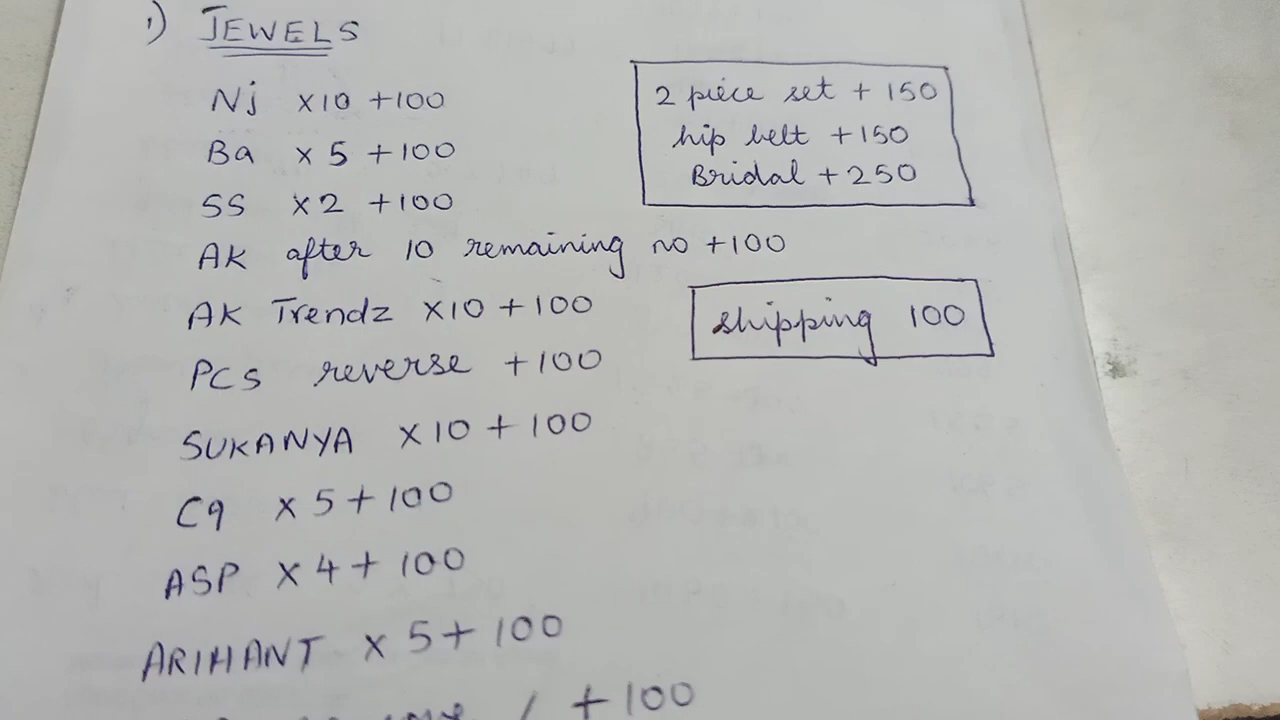 1) JEWELS
Nj x10 +100
Ba x 5 +100
SS x2 +100
AK after 10 remaining no +100
AK Trendz x10 +100
PCS reverse +100
SUKANYA x10 + 100
C9 x 5 + 100
ASP x 4 + 100
ARIHANT x 5 + 100
/ + 100
2 piece set + 150
hip belt +150
Bridal + 250
shipping 100